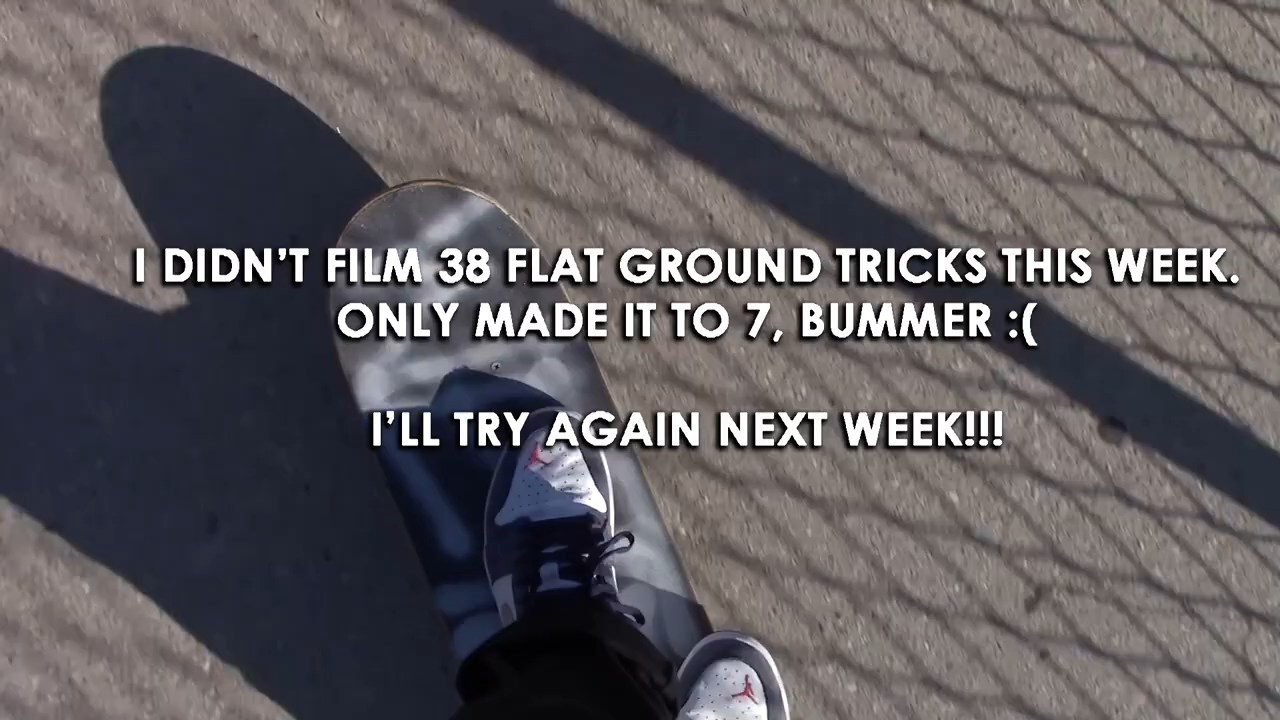 I DIDN'T FILM 38 FLAT GROUND TRICKS THIS WEEK.
ONLY MADE IT TO 7, BUMMER :(
I'LL TRY AGAIN NEXT WEEK!!!